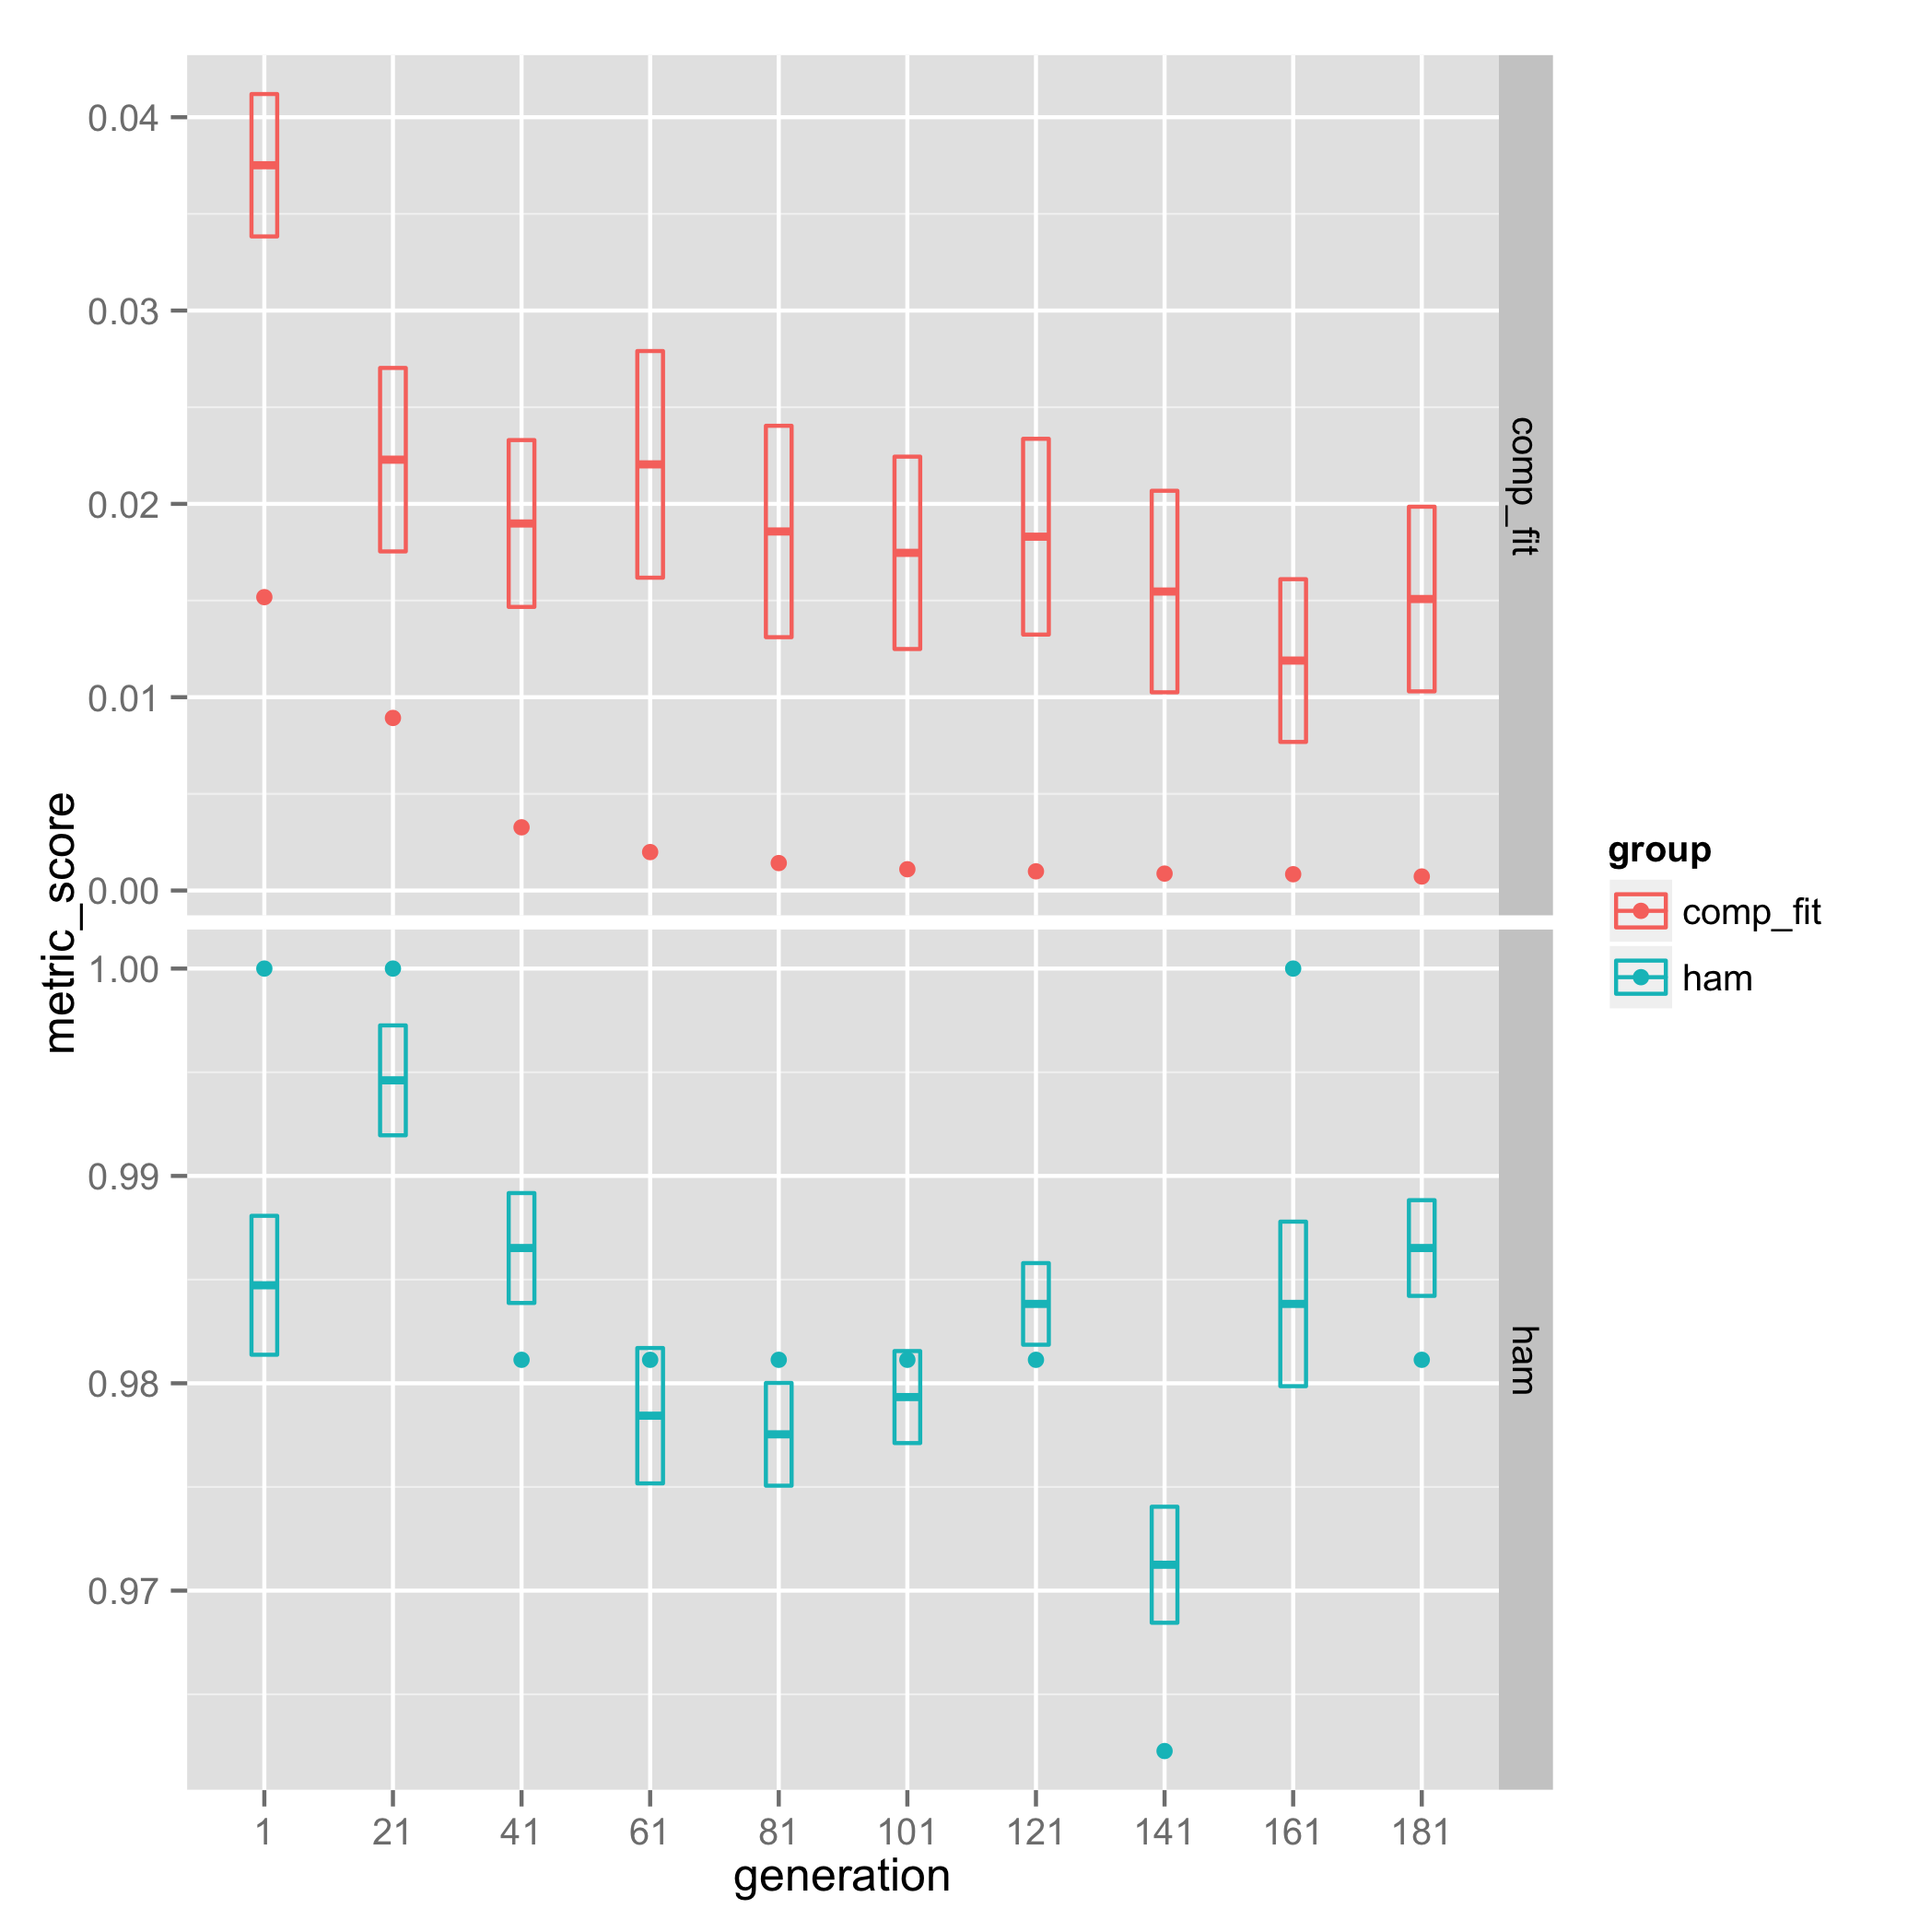 metric_score
0.04
0.03
0.02
0.01
0.00
comp_fit
1.00
0.99
0.98
0.97
ham
1 21 41 61 81 101 121 141 161 181
generation
group
comp_fit
ham